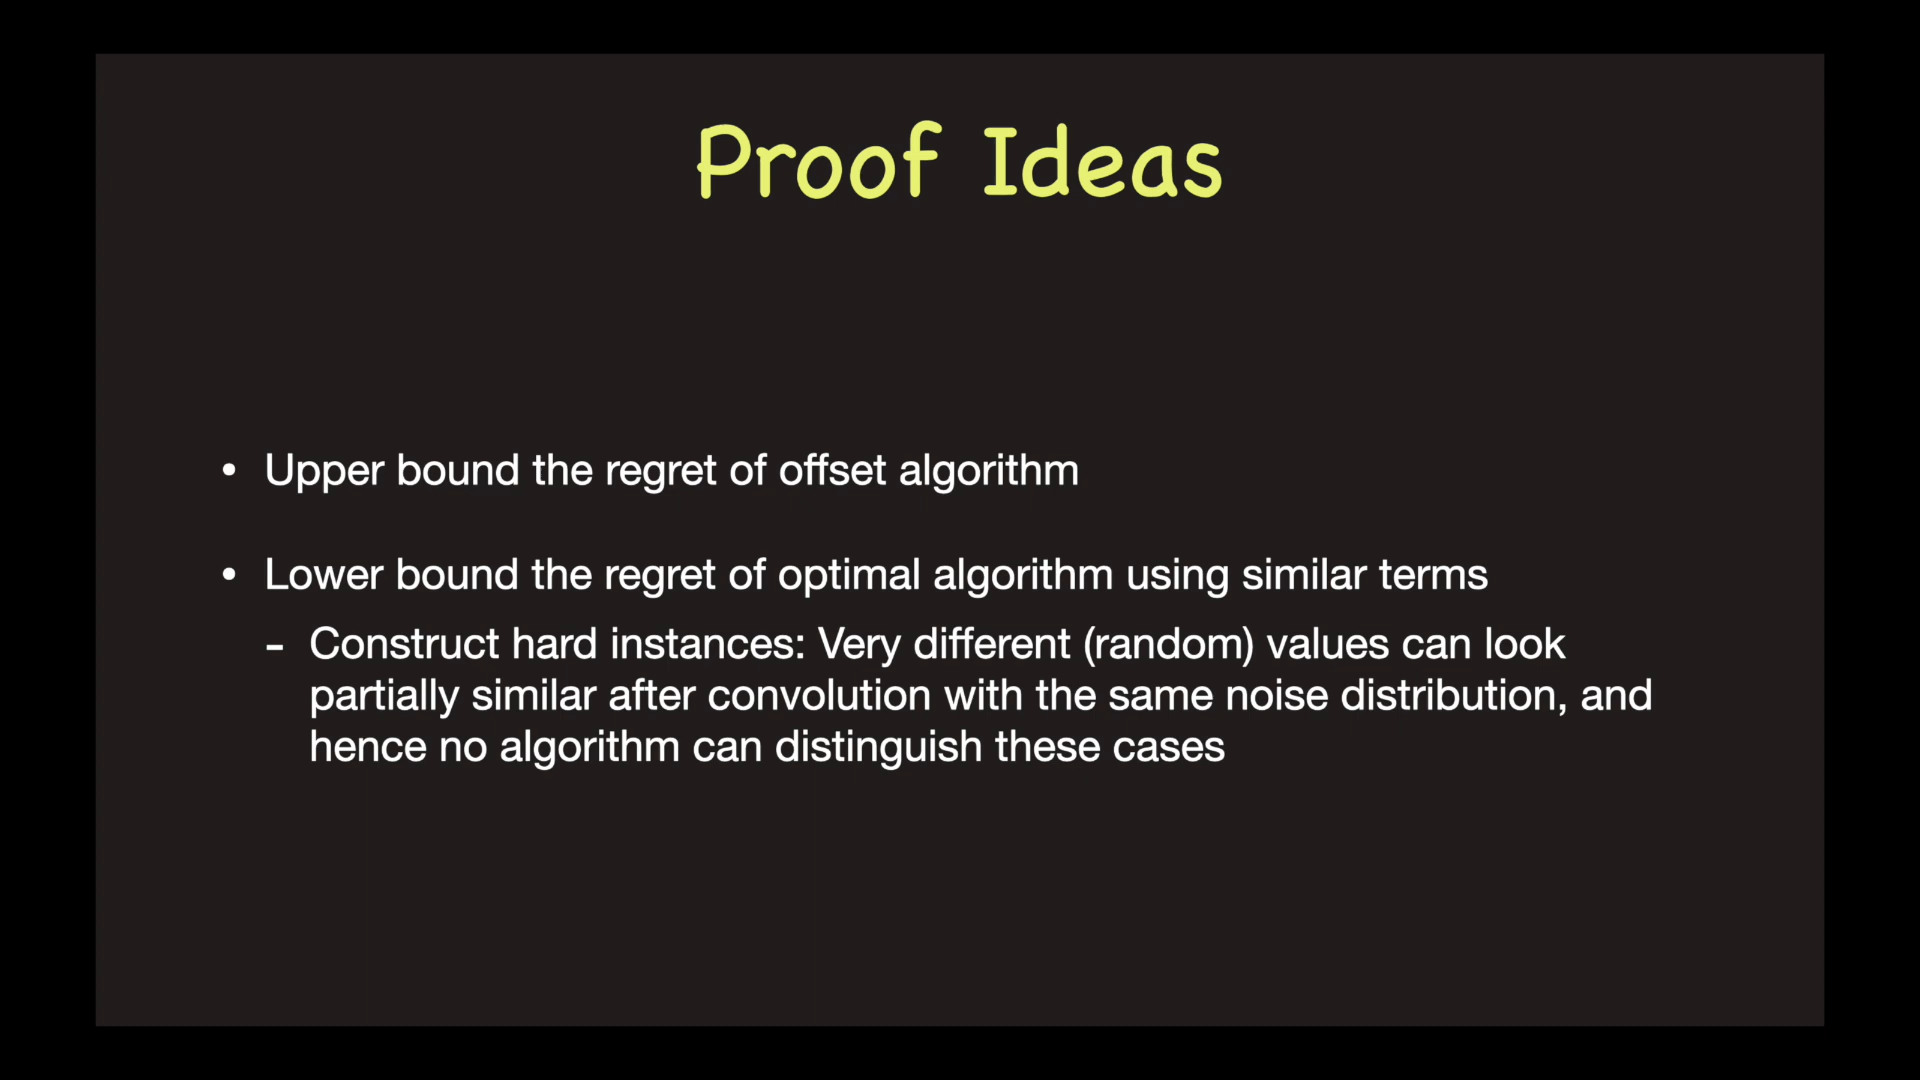 Proof Ideas
• Upper bound the regret of offset algorithm
• Lower bound the regret of optimal algorithm using similar terms
- Construct hard instances: Very different (random) values can look
partially similar after convolution with the same noise distribution, and
hence no algorithm can distinguish these cases